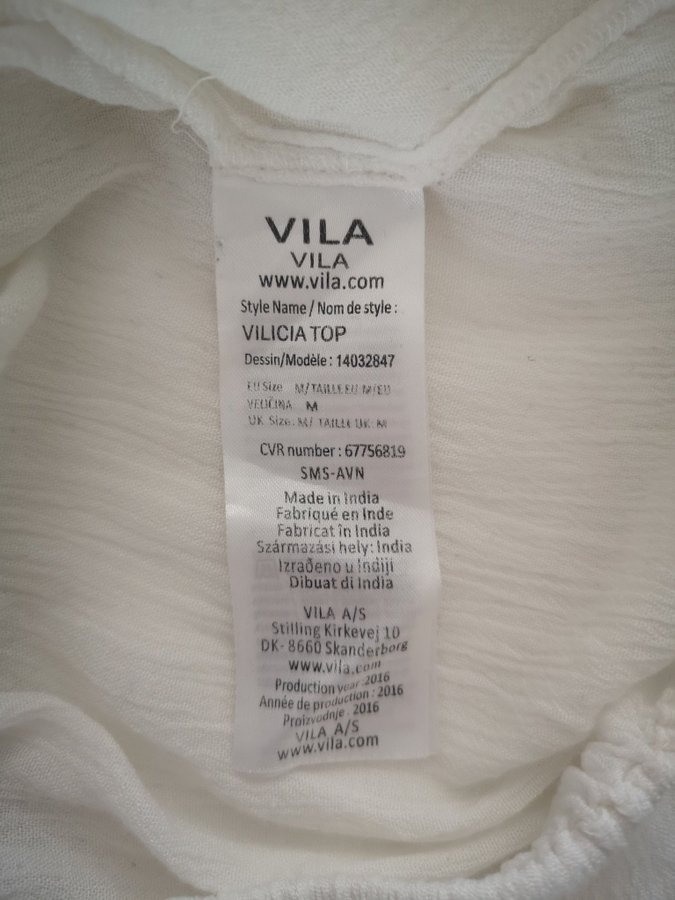 VILA
VILA
www.vila.com
Style Name / Nom de style :
VILICIA TOP
Dessin/Modèle : 14032847
EU Size M/ TAILLE EU M/EU
VELIČINA M
UK Size. M/ TAILLE UK M
CVR number : 67756819
SMS-AVN
Made in India
Fabriqué en Inde
Fabricat în India
Származási hely: India
Izrađeno u Indiji
Dibuat di India
VILA A/S
Stilling Kirkevej 10
DK- 8660 Skanderborg
www.vila.com
Production year 2016
Année de production : 2016
Proizvodnje . 2016
VILA A/S
www.vila.com